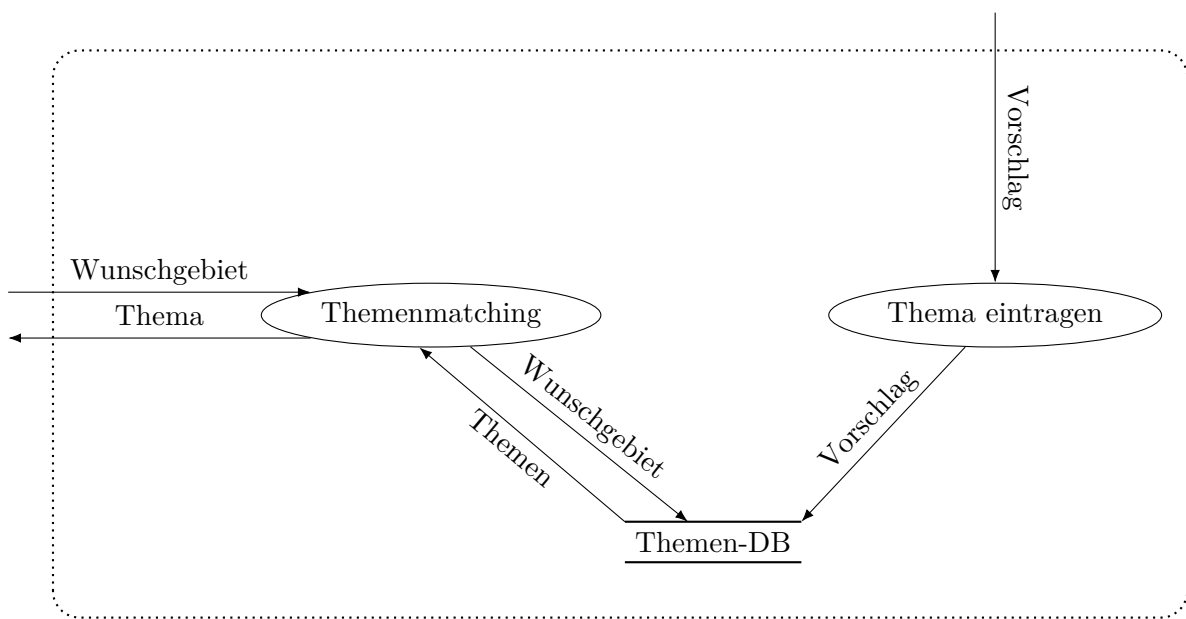 Vorschlag
Wunschgebiet
Thema
Themenmatching
Thema eintragen
Wunschgebiet
Themen
Vorschlag
Themen-DB